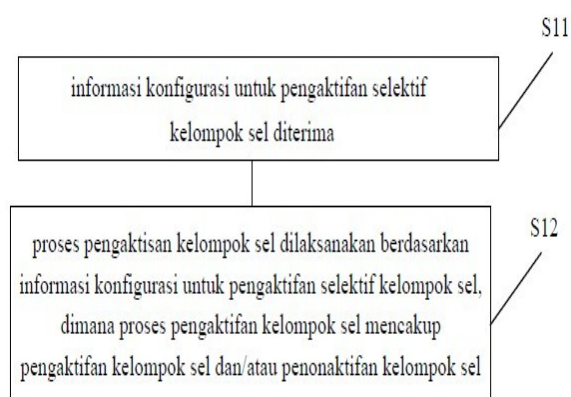 S11
informasi konfigurasi untuk pengaktifan selektif
kelompok sel diterima
S12
proses pengaktisan kelompok sel dilaksanakan berdasarkan
informasi konfigurasi untuk pengaktifan selektif kelompok sel,
dimana proses pengaktifan kelompok sel mencakup
pengaktifan kelompok sel dan/atau penonaktifan kelompok sel